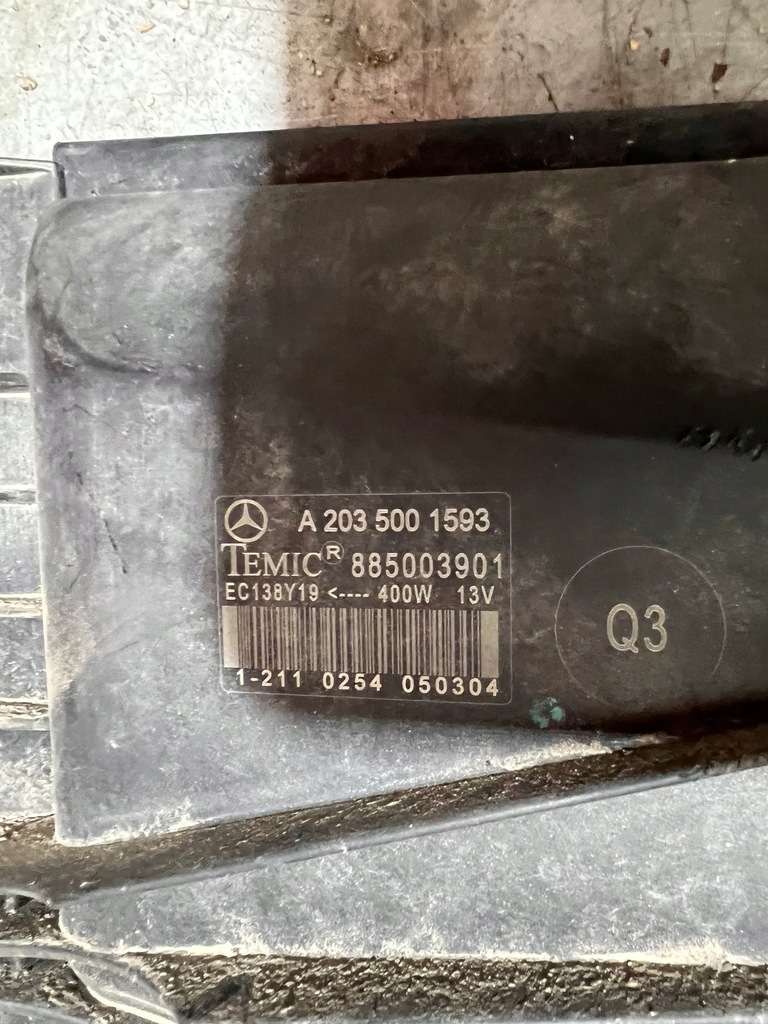 A 203 500 1593
TEMIC® 885003901
EC138Y19 <---- 400W 13V
1-211 0254 050304
Q3